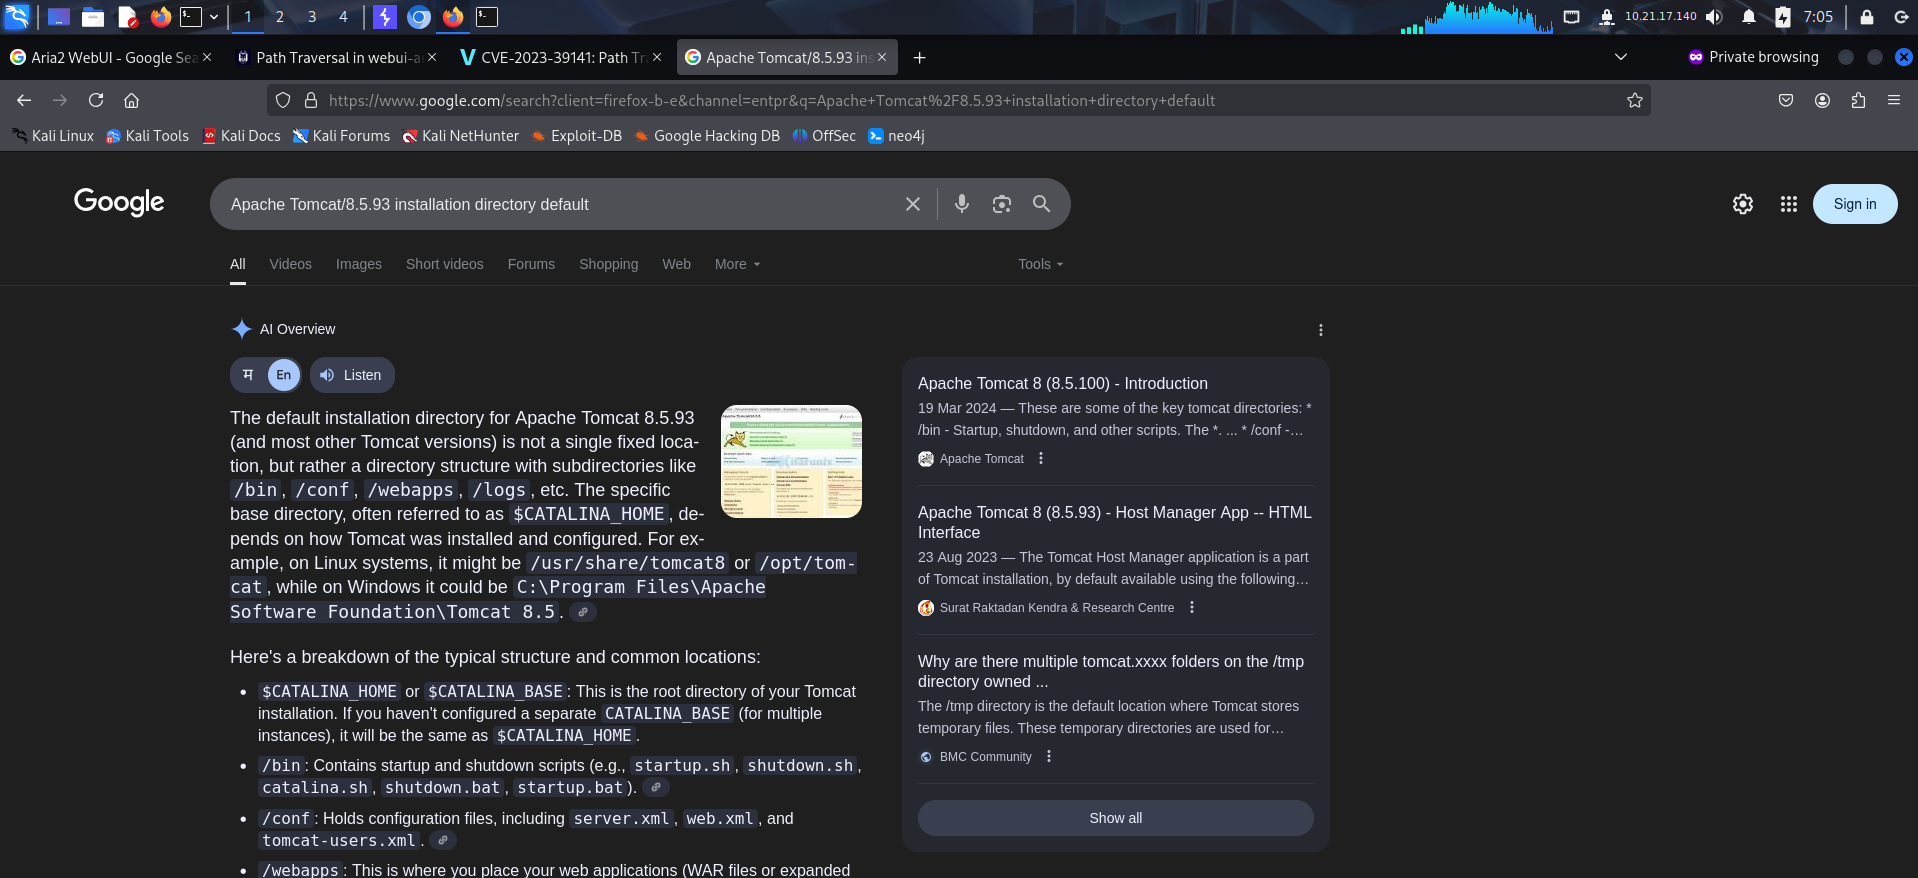 1 2 3 4 10.21.17.140 7:05
Aria2 WebUI - Google Sea
Path Traversal in webui-a
CVE-2023-39141: Path Tr
Apache Tomcat/8.5.93 ins
Private browsing
https://www.google.com/search?client=firefox-b-e&channel=entpr&q=Apache+Tomcat%2F8.5.93+installation+directory+default
Kali Linux Kali Tools Kali Docs Kali Forums Kali NetHunter Exploit-DB Google Hacking DB OffSec neo4j
Google
Apache Tomcat/8.5.93 installation directory default
Sign in
All Videos Images Short videos Forums Shopping Web More Tools
AI Overview
म En Listen
The default installation directory for Apache Tomcat 8.5.93
(and most other Tomcat versions) is not a single fixed loca-
tion, but rather a directory structure with subdirectories like
/bin, /conf, /webapps, /logs, etc. The specific
base directory, often referred to as $CATALINA_HOME, de-
pends on how Tomcat was installed and configured. For ex-
ample, on Linux systems, it might be /usr/share/tomcat8 or /opt/tom-
cat, while on Windows it could be C:\Program Files\Apache
Software Foundation\Tomcat 8.5.
Here's a breakdown of the typical structure and common locations:
• $CATALINA_HOME or $CATALINA_BASE: This is the root directory of your Tomcat
installation. If you haven't configured a separate CATALINA_BASE (for multiple
instances), it will be the same as $CATALINA_HOME.
• /bin: Contains startup and shutdown scripts (e.g., startup.sh, shutdown.sh,
catalina.sh, shutdown.bat, startup.bat).
• /conf: Holds configuration files, including server.xml, web.xml, and
tomcat-users.xml.
• /webapps: This is where you place your web applications (WAR files or expanded
Apache Tomcat 8 (8.5.100) - Introduction
19 Mar 2024 — These are some of the key tomcat directories: *
/bin - Startup, shutdown, and other scripts. The *. ... * /conf -...
Apache Tomcat
Apache Tomcat 8 (8.5.93) - Host Manager App -- HTML
Interface
23 Aug 2023 — The Tomcat Host Manager application is a part
of Tomcat installation, by default available using the following...
Surat Raktadan Kendra & Research Centre
Why are there multiple tomcat.xxxx folders on the /tmp
directory owned ...
The /tmp directory is the default location where Tomcat stores
temporary files. These temporary directories are used for...
BMC Community
Show all